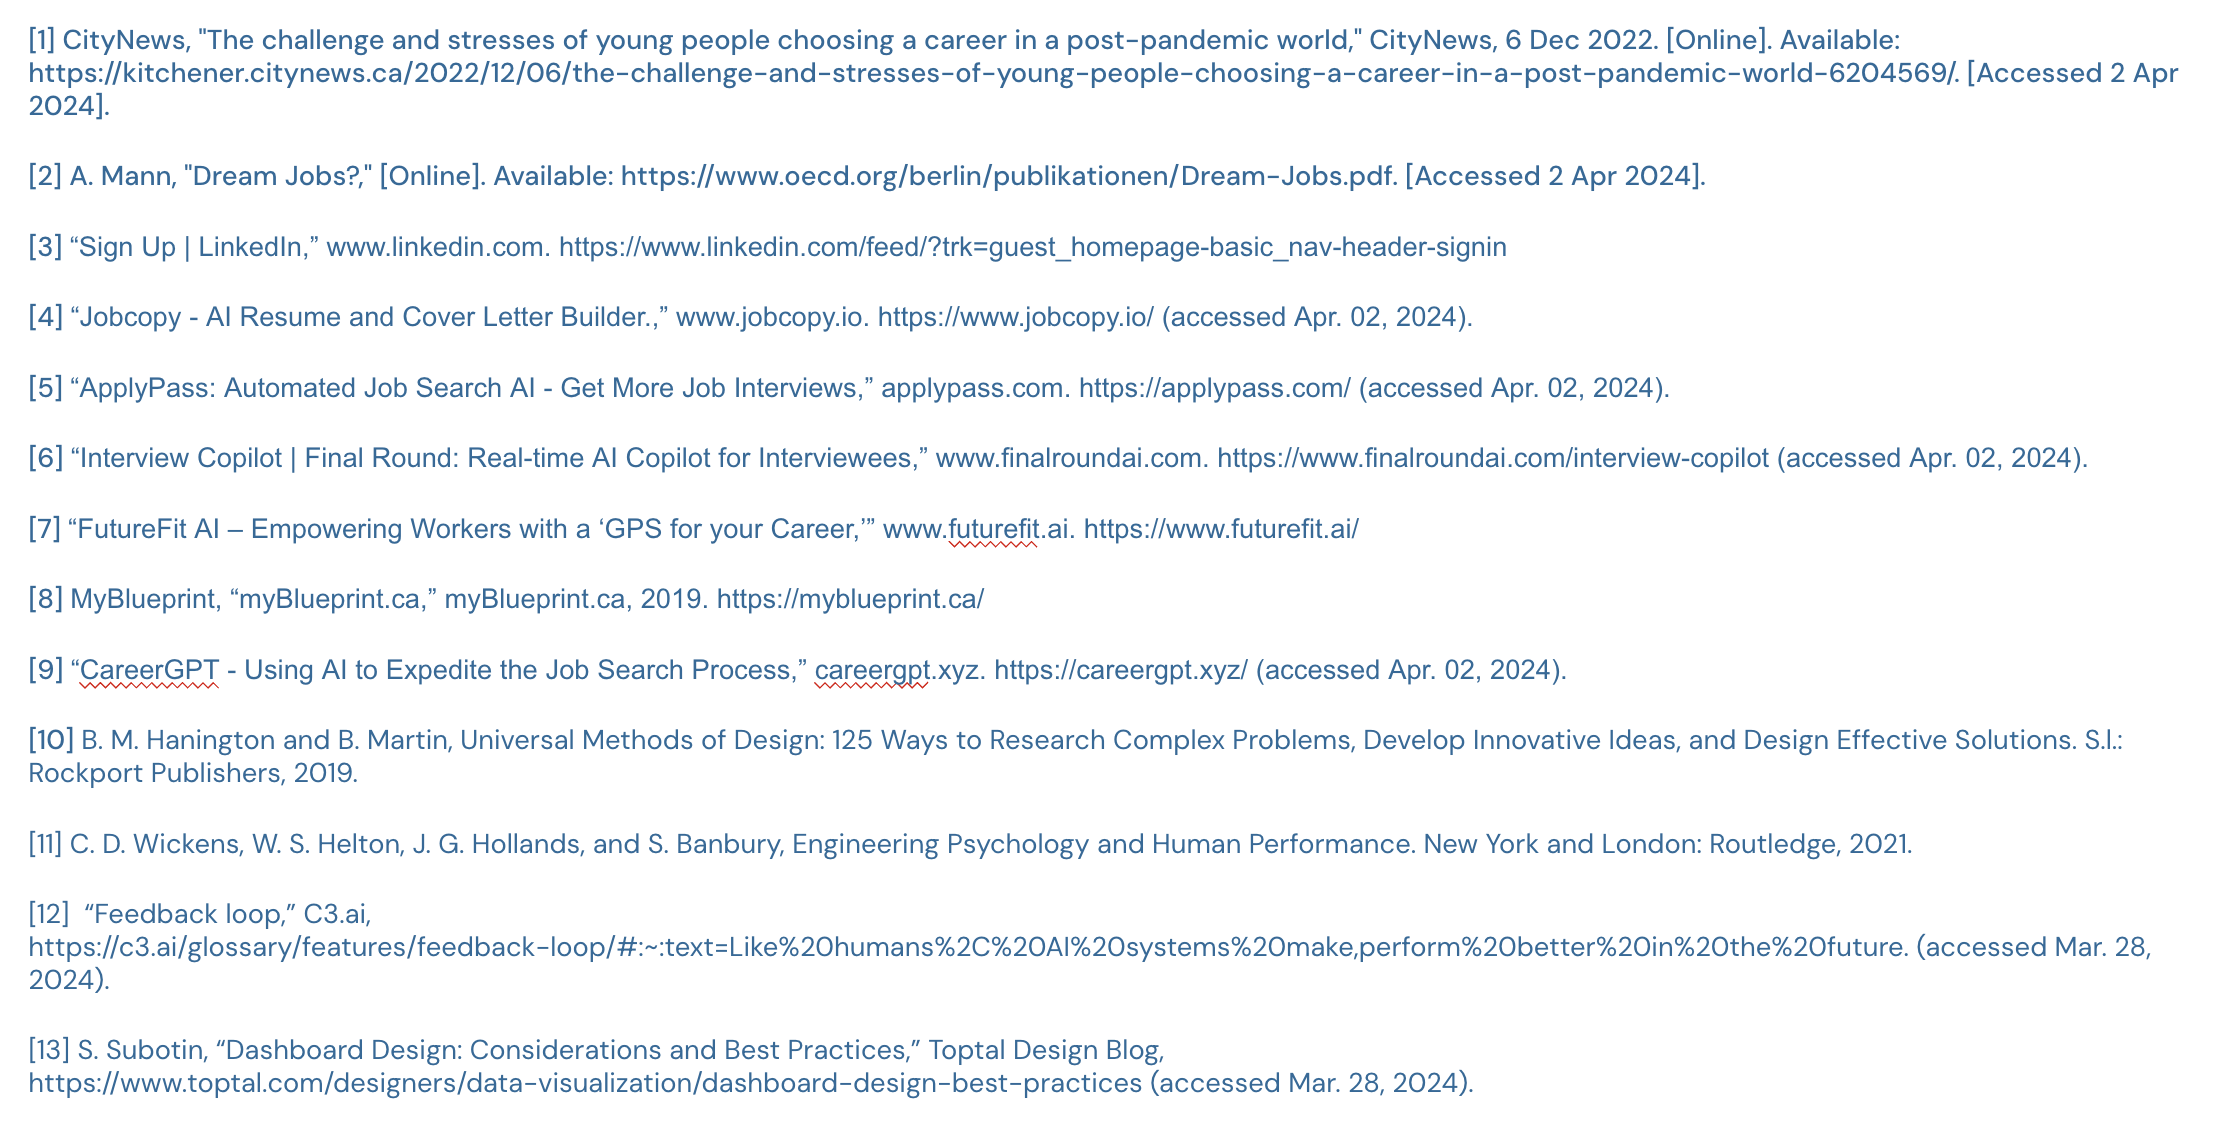 [1] CityNews, "The challenge and stresses of young people choosing a career in a post-pandemic world," CityNews, 6 Dec 2022. [Online]. Available:
https://kitchener.citynews.ca/2022/12/06/the-challenge-and-stresses-of-young-people-choosing-a-career-in-a-post-pandemic-world-6204569/. [Accessed 2 Apr
2024].
[2] A. Mann, "Dream Jobs?," [Online]. Available: https://www.oecd.org/berlin/publikationen/Dream-Jobs.pdf. [Accessed 2 Apr 2024].
[3] “Sign Up | LinkedIn,” www.linkedin.com. https://www.linkedin.com/feed/?trk=guest_homepage-basic_nav-header-signin
[4] “Jobcopy - AI Resume and Cover Letter Builder.,” www.jobcopy.io. https://www.jobcopy.io/ (accessed Apr. 02, 2024).
[5] “ApplyPass: Automated Job Search AI - Get More Job Interviews,” applypass.com. https://applypass.com/ (accessed Apr. 02, 2024).
[6] “Interview Copilot | Final Round: Real-time AI Copilot for Interviewees,” www.finalroundai.com. https://www.finalroundai.com/interview-copilot (accessed Apr. 02, 2024).
[7] “FutureFit AI – Empowering Workers with a ‘GPS for your Career,’” www.futurefit.ai. https://www.futurefit.ai/
[8] MyBlueprint, “myBlueprint.ca,” myBlueprint.ca, 2019. https://myblueprint.ca/
[9] “CareerGPT - Using AI to Expedite the Job Search Process,” careergpt.xyz. https://careergpt.xyz/ (accessed Apr. 02, 2024).
[10] B. M. Hanington and B. Martin, Universal Methods of Design: 125 Ways to Research Complex Problems, Develop Innovative Ideas, and Design Effective Solutions. S.l.:
Rockport Publishers, 2019.
[11] C. D. Wickens, W. S. Helton, J. G. Hollands, and S. Banbury, Engineering Psychology and Human Performance. New York and London: Routledge, 2021.
[12]  “Feedback loop,” C3.ai,
https://c3.ai/glossary/features/feedback-loop/#:~:text=Like%20humans%2C%20AI%20systems%20make,perform%20better%20in%20the%20future. (accessed Mar. 28,
2024).
[13] S. Subotin, “Dashboard Design: Considerations and Best Practices,” Toptal Design Blog,
https://www.toptal.com/designers/data-visualization/dashboard-design-best-practices (accessed Mar. 28, 2024).